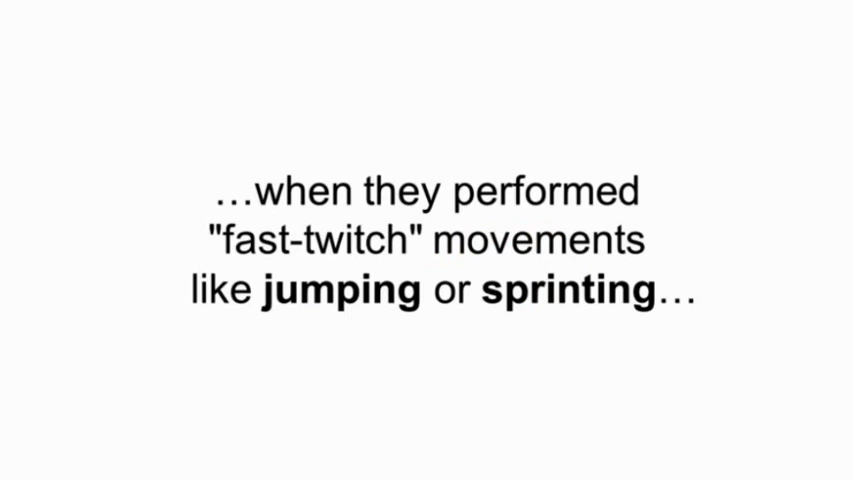 …when they performed
"fast-twitch" movements
like jumping or sprinting…